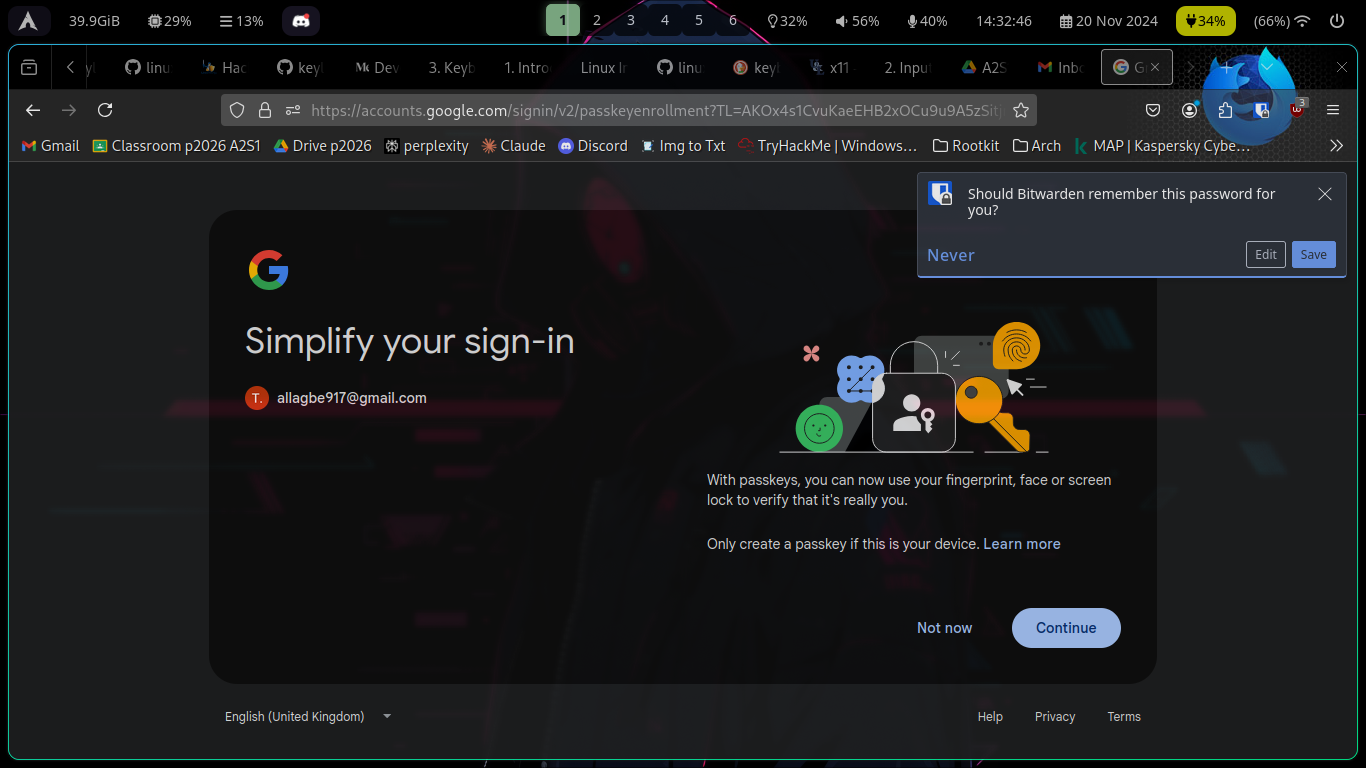 39.9GiB 29% 13% 1 2 3 4 5 6 32% 56% 40% 14:32:46 20 Nov 2024 34% (66%)
linu Hac keyl Dev 3. Keyb 1. Intro Linux Ir linu keyl x11 2. Inpu A2S Inbo G
https://accounts.google.com/signin/v2/passkeyenrollment?TL=AKOx4s1CvuKaeEHB2xOCu9u9A5zSitj
3
Gmail Classroom p2026 A2S1 Drive p2026 perplexity Claude Discord Img to Txt TryHackMe | Windows… Rootkit Arch MAP | Kaspersky Cybe…
Should Bitwarden remember this password for
you?
Never Edit Save
Simplify your sign-in
T. allagbe917@gmail.com
With passkeys, you can now use your fingerprint, face or screen
lock to verify that it's really you.
Only create a passkey if this is your device. Learn more
Not now Continue
English (United Kingdom) Help Privacy Terms